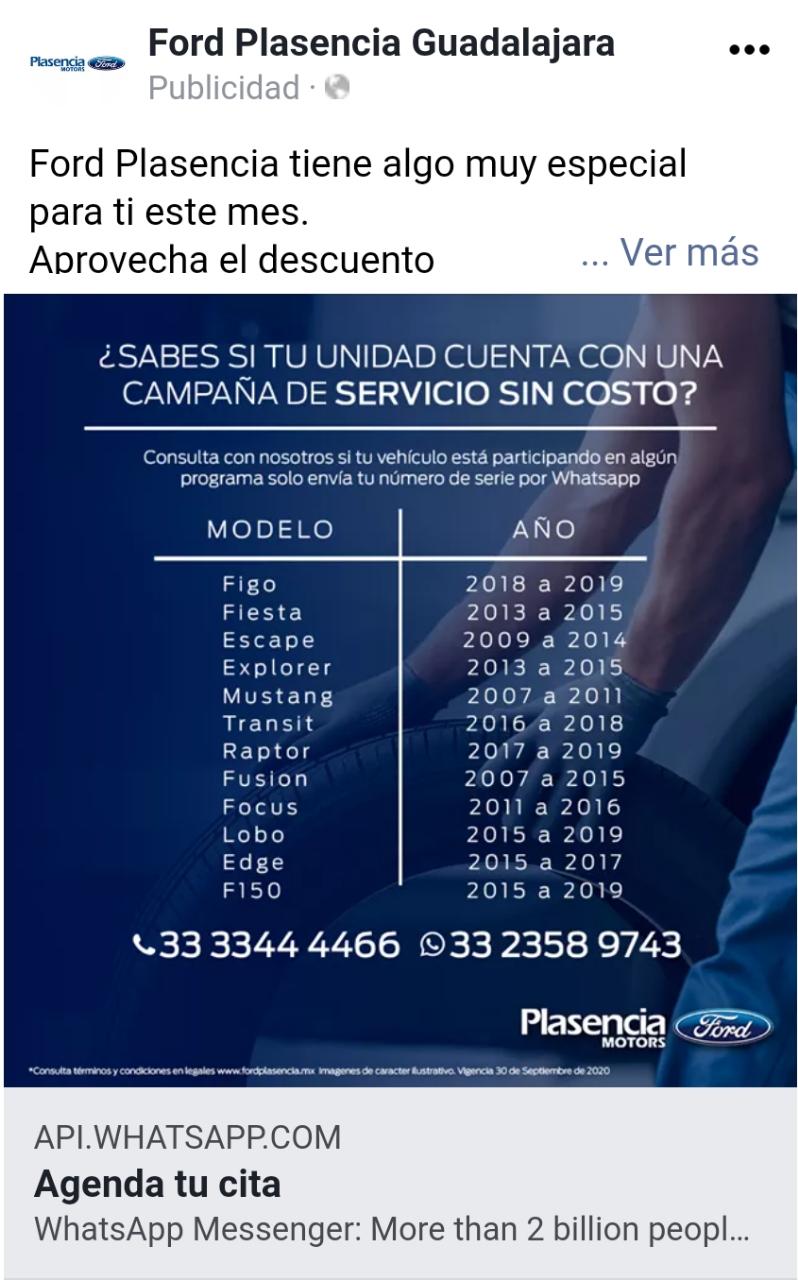 Plasencia Ford
MOTORS
Ford Plasencia Guadalajara
Publicidad ·
Ford Plasencia tiene algo muy especial
para ti este mes.
Aprovecha el descuento
... Ver más
¿SABES SI TU UNIDAD CUENTA CON UNA
CAMPAÑA DE SERVICIO SIN COSTO?
Consulta con nosotros si tu vehículo está participando en algún
programa solo envía tu número de serie por Whatsapp
MODELO AÑO
Figo 2018 a 2019
Fiesta 2013 a 2015
Escape 2009 a 2014
Explorer 2013 a 2015
Mustang 2007 a 2011
Transit 2016 a 2018
Raptor 2017 a 2019
Fusion 2007 a 2015
Focus 2011 a 2016
Lobo 2015 a 2019
Edge 2015 a 2017
F150 2015 a 2019
33 3344 4466 33 2358 9743
Plasencia Ford
MOTORS
*Consulta términos y condiciones en legales www.fordplasencia.mx Imagenes de caracter ilustrativo. Vigencia 30 de Septiembre de 2020
API.WHATSAPP.COM
Agenda tu cita
WhatsApp Messenger: More than 2 billion peopl...